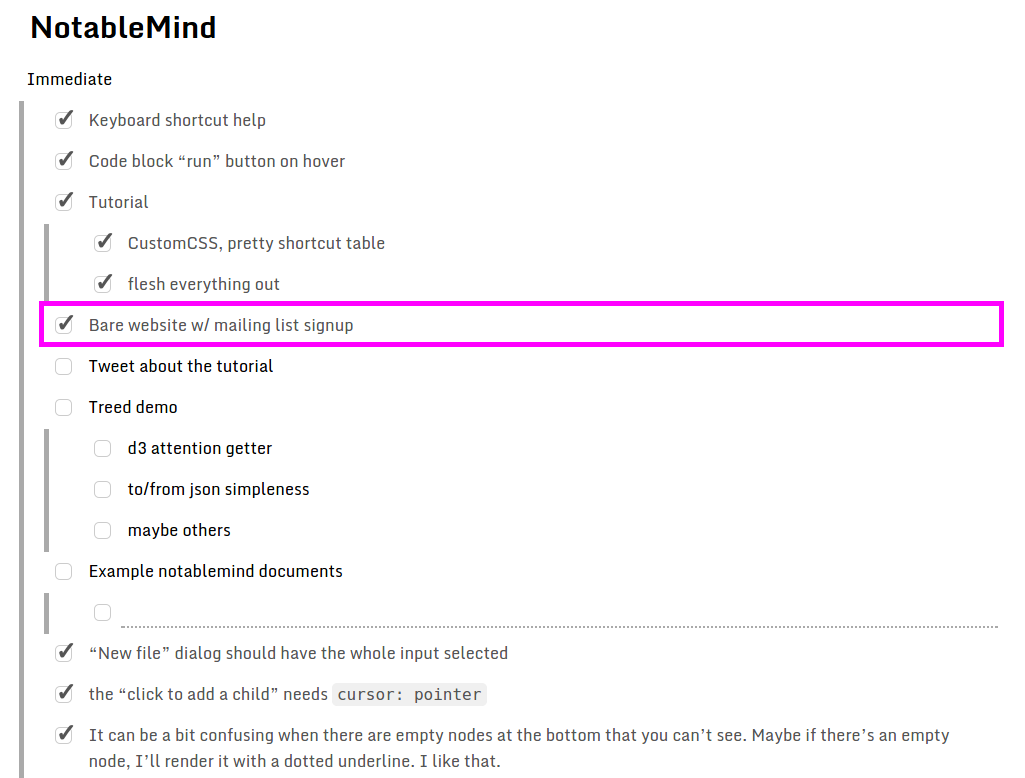 NotableMind
Immediate
Keyboard shortcut help
Code block “run” button on hover
Tutorial
CustomCSS, pretty shortcut table
flesh everything out
Bare website w/ mailing list signup
Tweet about the tutorial
Treed demo
d3 attention getter
to/from json simpleness
maybe others
Example notablemind documents
“New file” dialog should have the whole input selected
the “click to add a child” needs cursor: pointer
It can be a bit confusing when there are empty nodes at the bottom that you can’t see. Maybe if there’s an empty
node, I’ll render it with a dotted underline. I like that.